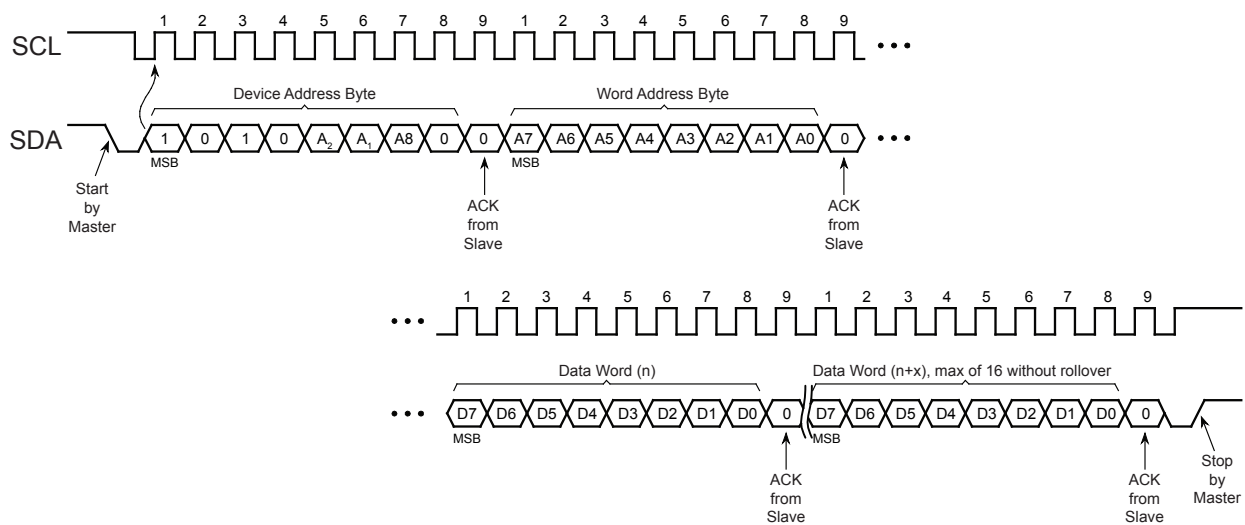 1 2 3 4 5 6 7 8 9 1 2 3 4 5 6 7 8 9
SCL
Device Address Byte Word Address Byte
SDA 1 0 1 0 A2 A1 A8 0 0 A7 A6 A5 A4 A3 A2 A1 A0 0
MSB MSB
Start
by
Master
ACK
from
Slave
ACK
from
Slave
1 2 3 4 5 6 7 8 9 1 2 3 4 5 6 7 8 9
Data Word (n) Data Word (n+x), max of 16 without rollover
D7 D6 D5 D4 D3 D2 D1 D0 0 D7 D6 D5 D4 D3 D2 D1 D0 0
MSB MSB
ACK
from
Slave
ACK
from
Slave
Stop
by
Master